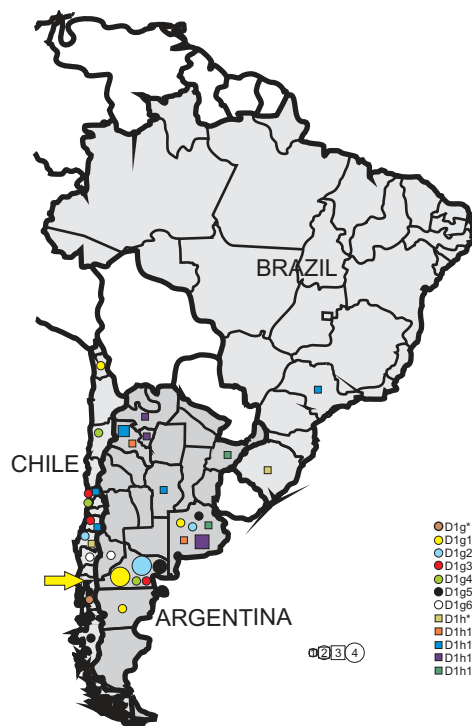 BRAZIL
CHILE
ARGENTINA
D1g*
D1g1
D1g2
D1g3
D1g4
D1g5
D1g6
D1h*
D1h1
D1h1
D1h1
D1h1
1 2 3 4